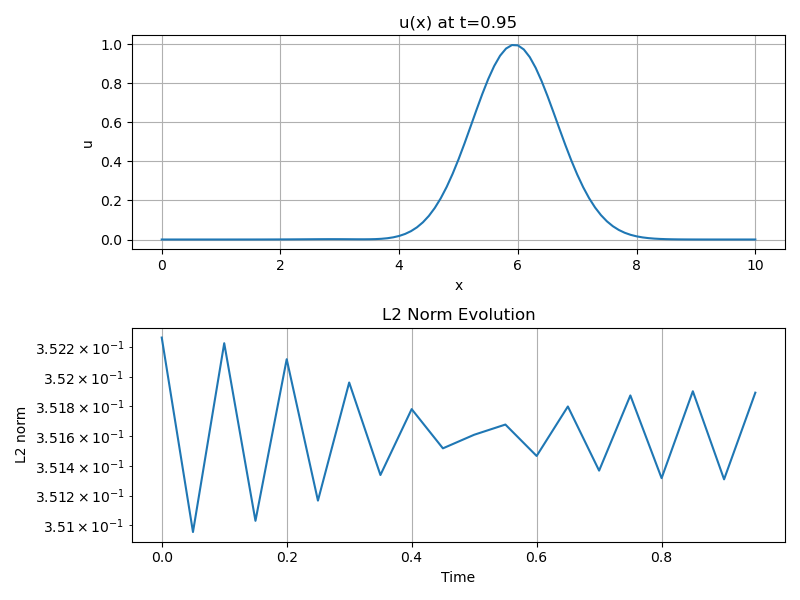 u(x) at t=0.95
1.0
0.8
0.6
0.4
0.2
0.0
u
0 2 4 6 8 10
x
L2 Norm Evolution
3.522 × 10⁻¹
3.52 × 10⁻¹
3.518 × 10⁻¹
3.516 × 10⁻¹
3.514 × 10⁻¹
3.512 × 10⁻¹
3.51 × 10⁻¹
L2 norm
0.0 0.2 0.4 0.6 0.8
Time